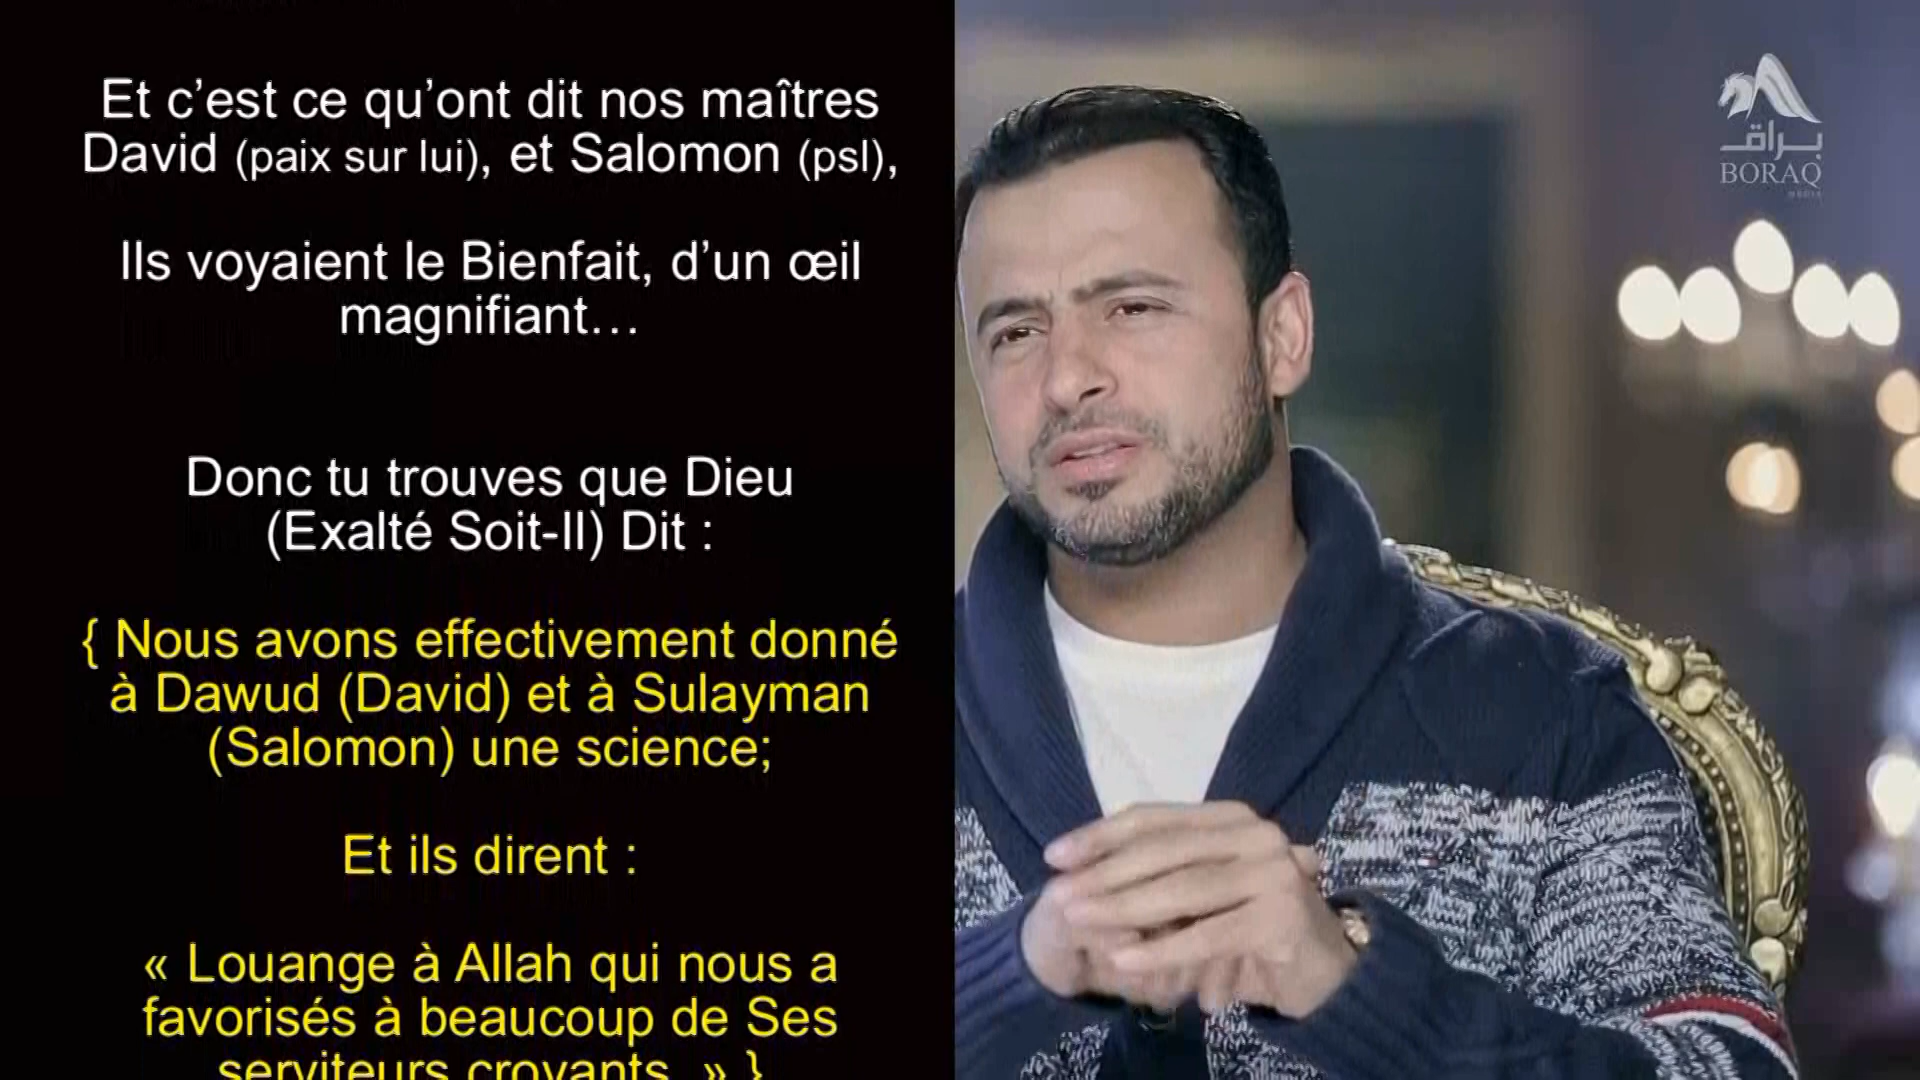 Et c’est ce qu’ont dit nos maîtres
David (paix sur lui), et Salomon (psl),
Ils voyaient le Bienfait, d’un œil
magnifiant…
Donc tu trouves que Dieu
(Exalté Soit-Il) Dit :
{ Nous avons effectivement donné
à Dawud (David) et à Sulayman
(Salomon) une science;
Et ils dirent :
« Louange à Allah qui nous a
favorisés à beaucoup de Ses
serviteurs croyants. » }
براق
BORAQ
MEDIA